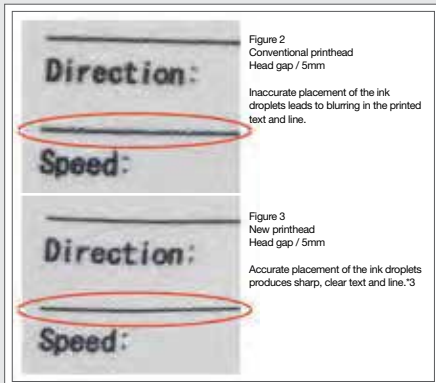 Figure 2
Conventional printhead
Head gap / 5mm
Inaccurate placement of the ink
droplets leads to blurring in the printed
text and line.
Direction:
Speed:
Figure 3
New printhead
Head gap / 5mm
Accurate placement of the ink droplets
produces sharp, clear text and line.*3
Direction:
Speed: